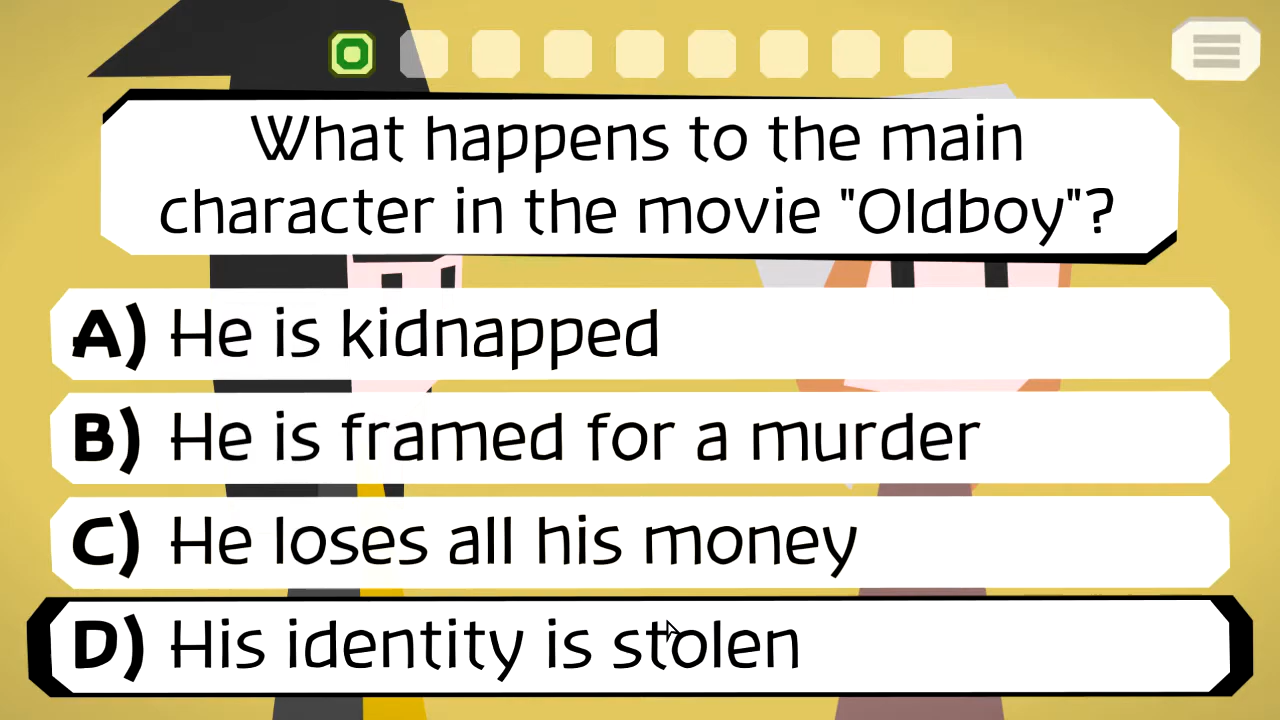 What happens to the main
character in the movie "Oldboy"?
A) He is kidnapped
B) He is framed for a murder
C) He loses all his money
D) His identity is stolen